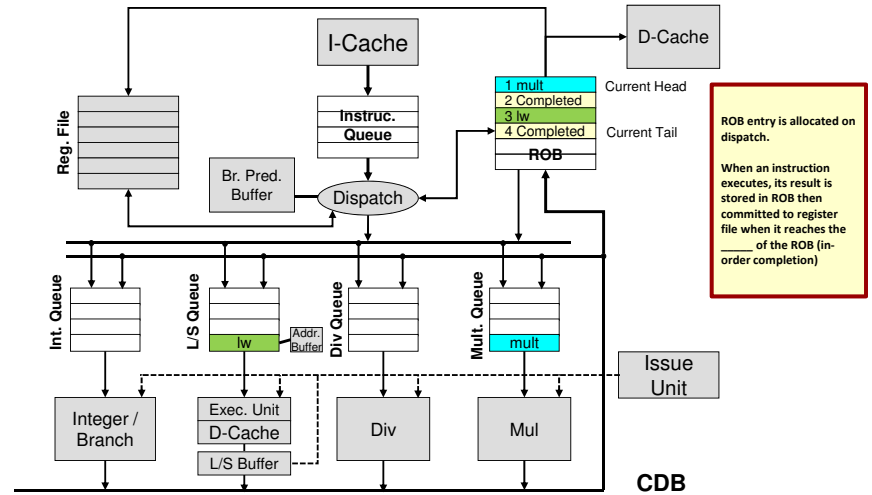 I-Cache
D-Cache
1 mult
Current Head
2 Completed
3 lw
4 Completed
Current Tail
ROB
Reg. File
Instruc.
Queue
Br. Pred.
Buffer
Dispatch
ROB entry is allocated on
dispatch.
When an instruction
executes, its result is
stored in ROB then
committed to register
file when it reaches the
_____ of the ROB (in-
order completion)
Int. Queue
L/S Queue
lw
Addr.
Buffer
Div Queue
Mult. Queue
mult
Issue
Unit
Integer /
Branch
Exec. Unit
D-Cache
L/S Buffer
Div
Mul
CDB